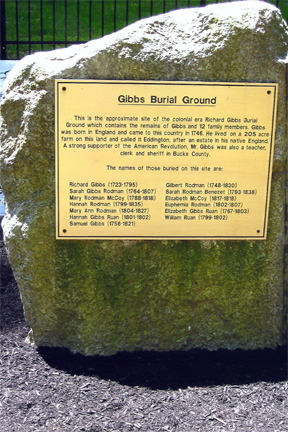 Gibbs Burial Ground
This is the approximate site of the colonial era Richard Gibbs Burial
Ground which contains the remains of Gibbs and 12 family members. Gibbs
was born in England and came to this country in 1746. He lived on a 205 acre
farm on this land and called it Eddington, after an estate in his native England.
A strong supporter of the American Revolution, Mr. Gibbs was also a teacher,
clerk and sheriff in Bucks County.
The names of those buried on this site are:
Richard Gibbs (1723-1795)
Sarah Gibbs Rodman (1764-1807)
Mary Rodman McCoy (1788-1818)
Hannah Rodman (1799-1835)
Mary Ann Rodman (1804-1827)
Hannah Gibbs Ruan (1801-1802)
Samuel Gibbs (1758-1821)
Gilbert Rodman (1748-1830)
Sarah Rodman Benezet (1793-1838)
Elizabeth McCoy (1817-1818)
Euphemia Rodman (1802-1807)
Elizabeth Gibbs Ruan (1767-1803)
William Ruan (1799-1802)